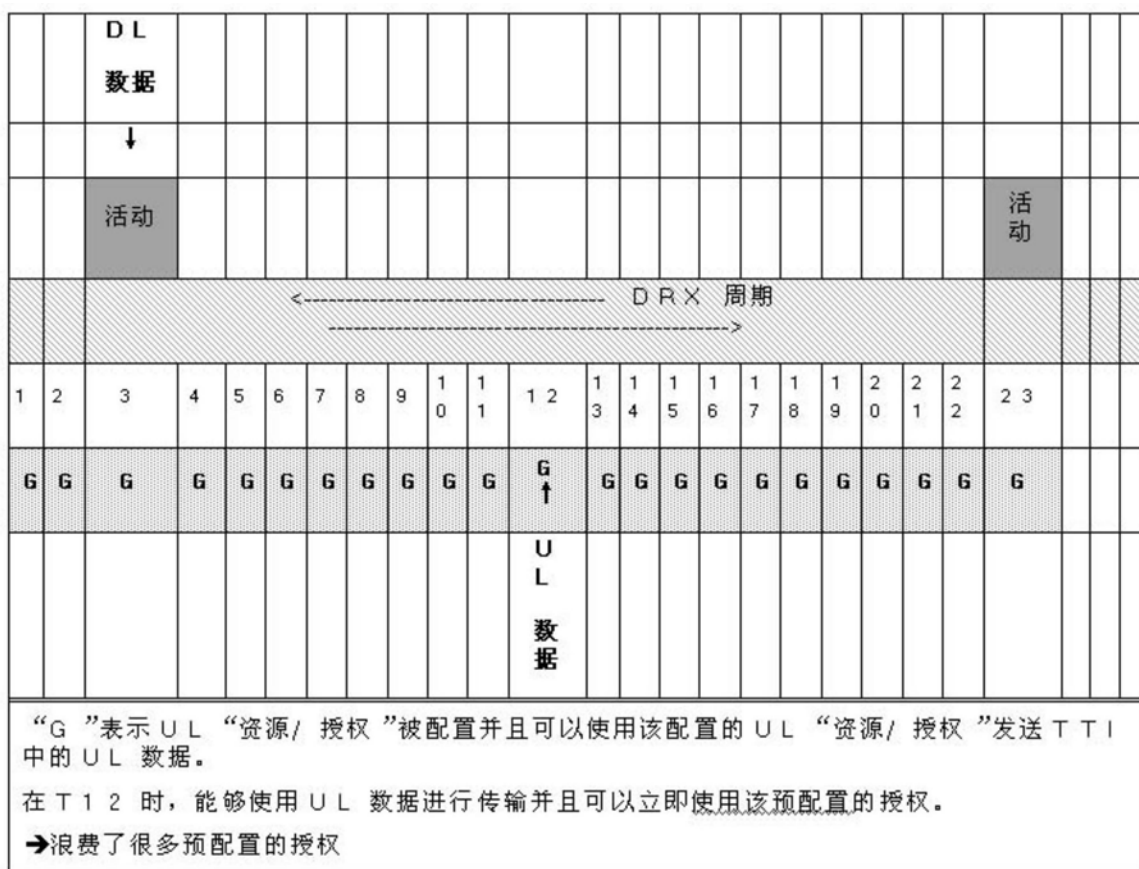 DL
数据
↓
活动
活
动
<------------------------------ DRX 周期
---------------------------------------->
1 2 3 4 5 6 7 8 9 10 11 12 13 14 15 16 17 18 19 20 21 22 23
G G G G G G G G G G G G G G G G G G G G G G G
↑
U
L
数
据
“G”表示UL“资源/授权”被配置并且可以使用该配置的UL“资源/授权”发送TTI
中的UL 数据。
在T12时，能够使用UL 数据进行传输并且可以立即使用该预配置的授权。
➔浪费了很多预配置的授权